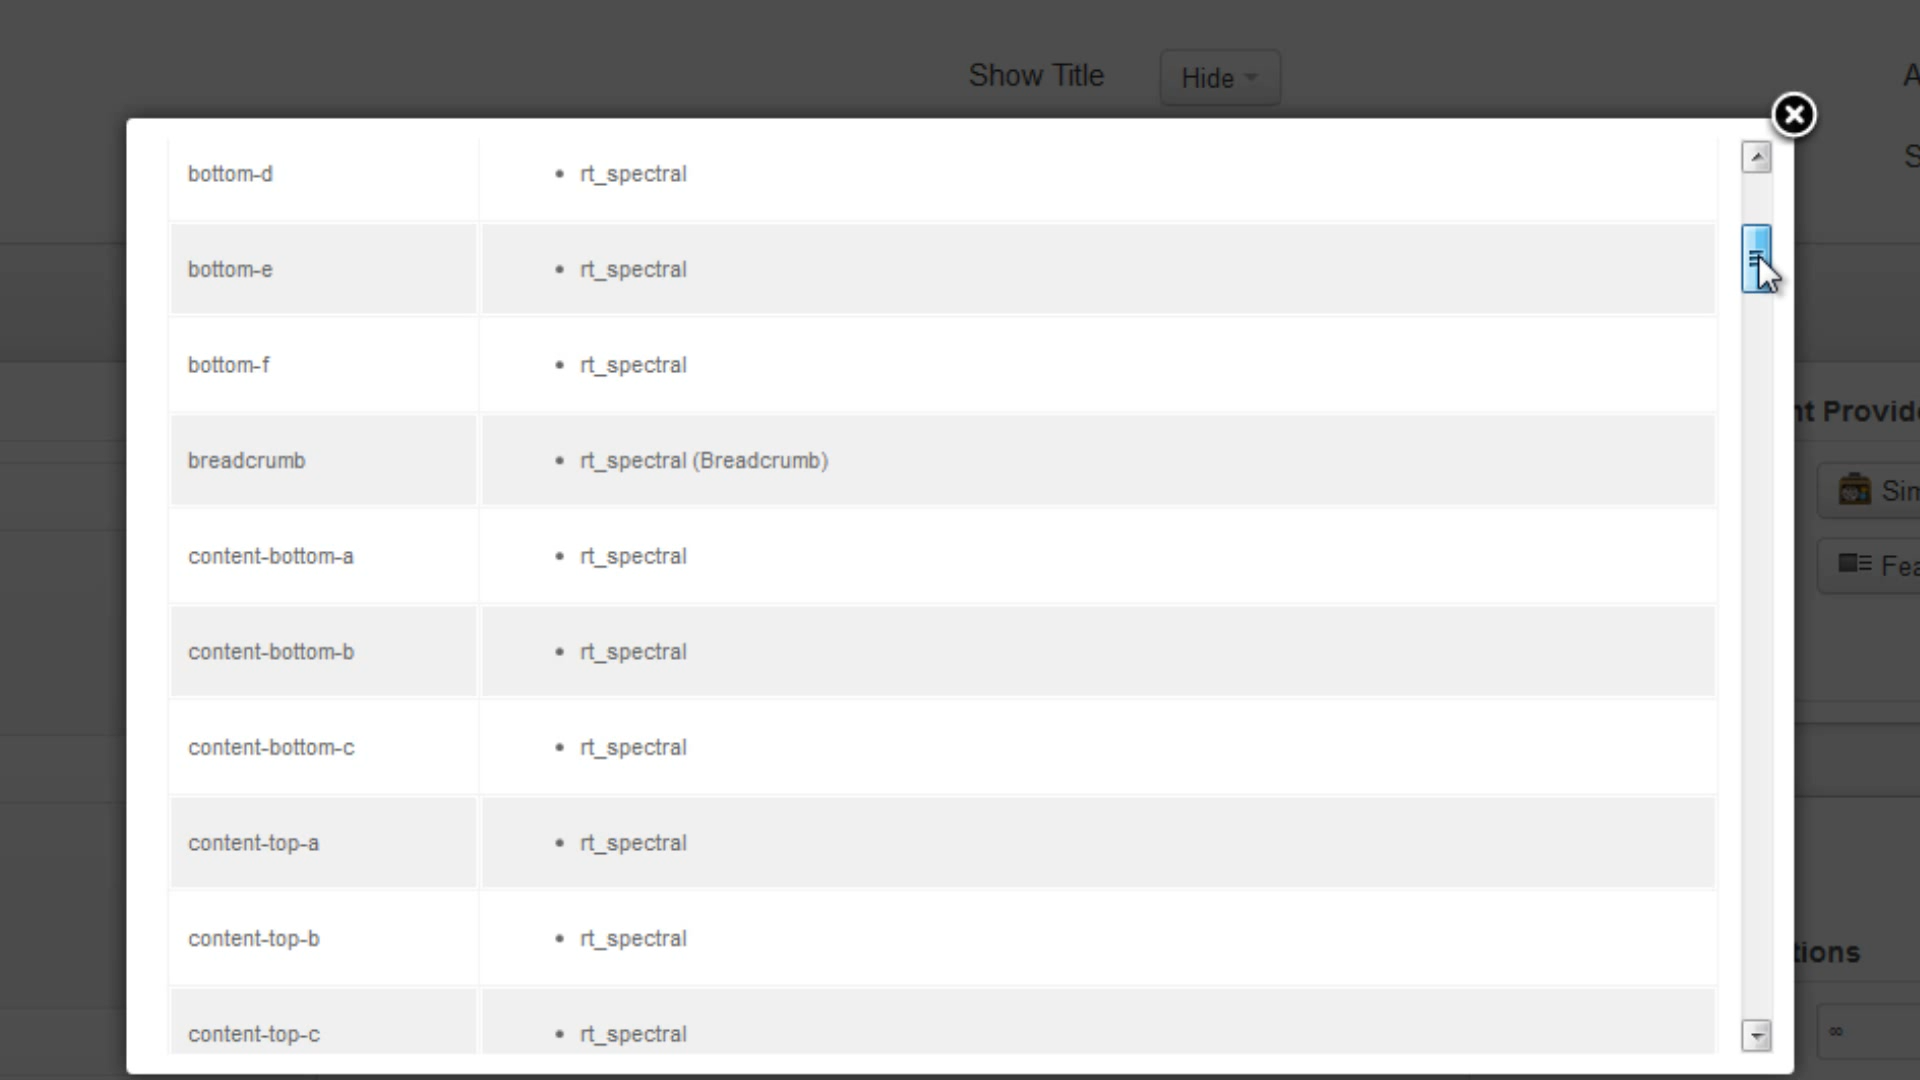 Show Title Hide
bottom-d rt_spectral
bottom-e rt_spectral
bottom-f rt_spectral
breadcrumb rt_spectral (Breadcrumb)
content-bottom-a rt_spectral
content-bottom-b rt_spectral
content-bottom-c rt_spectral
content-top-a rt_spectral
content-top-b rt_spectral
content-top-c rt_spectral
tions
∞